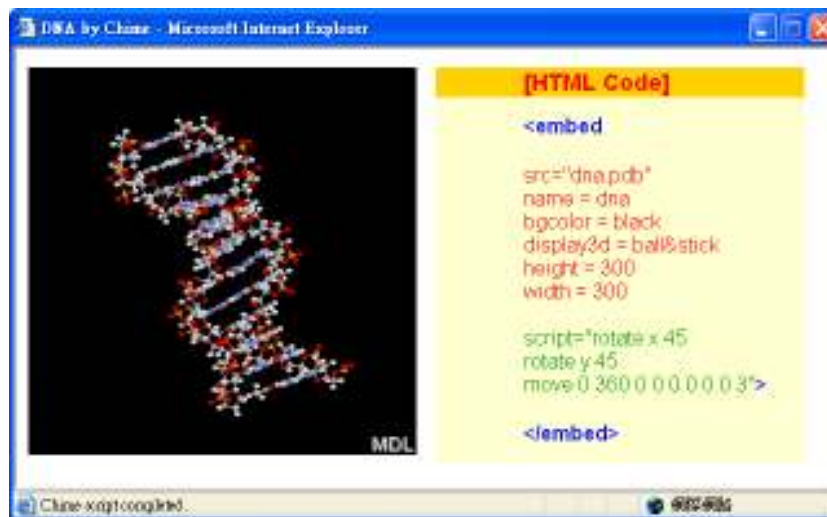 DNA by Chime - Microsoft Internet Explorer
[HTML Code]
<embed
src="dna.pdb"
name = dna
bgcolor = black
display3d = ball&stick
height = 300
width = 300
script="rotate x 45
rotate y 45
move 0 360 0 0 0 0 0 0 3">
</embed>
MDL
Chime script completed.